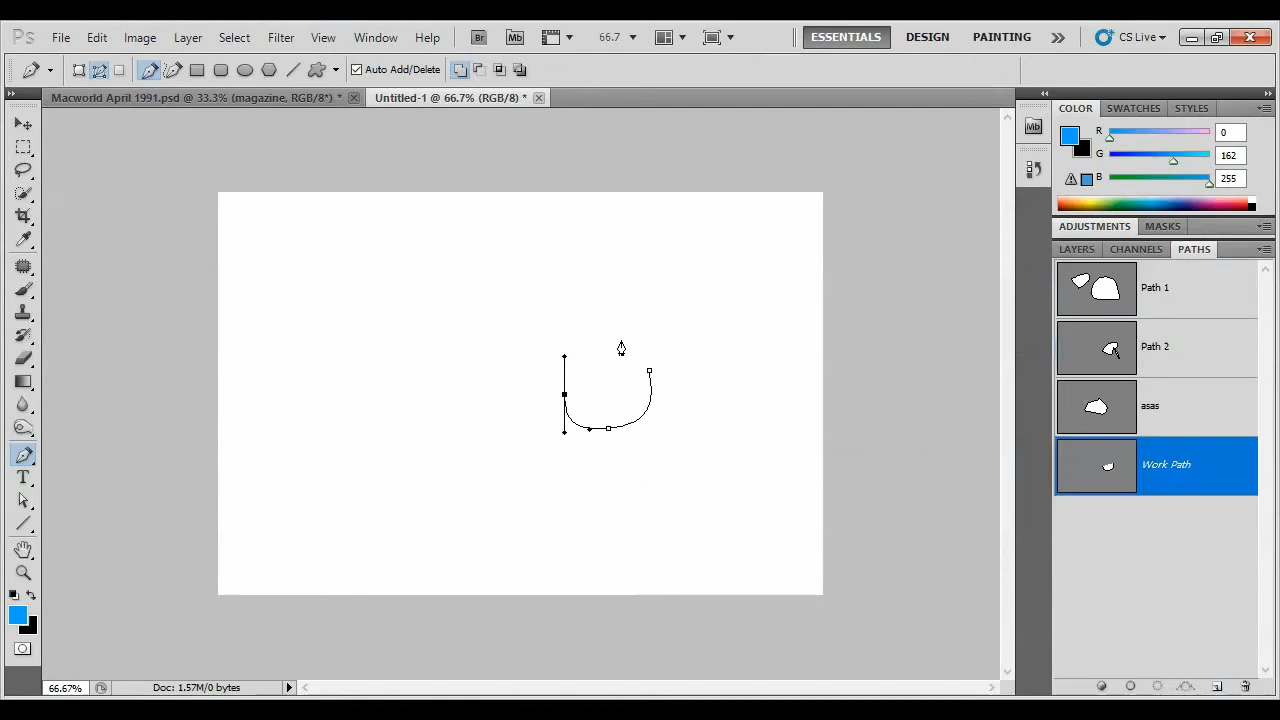 Ps File Edit Image Layer Select Filter View Window Help Br Mb 66.7 ESSENTIALS DESIGN PAINTING CS Live
Auto Add/Delete
Macworld April 1991.psd @ 33.3% (magazine, RGB/8*) * Untitled-1 @ 66.7% (RGB/8) *
COLOR SWATCHES STYLES
Mb
R 0
G 162
B 255
ADJUSTMENTS MASKS
LAYERS CHANNELS PATHS
Path 1
Path 2
asas
Work Path
T
66.67% Doc: 1.57M/0 bytes